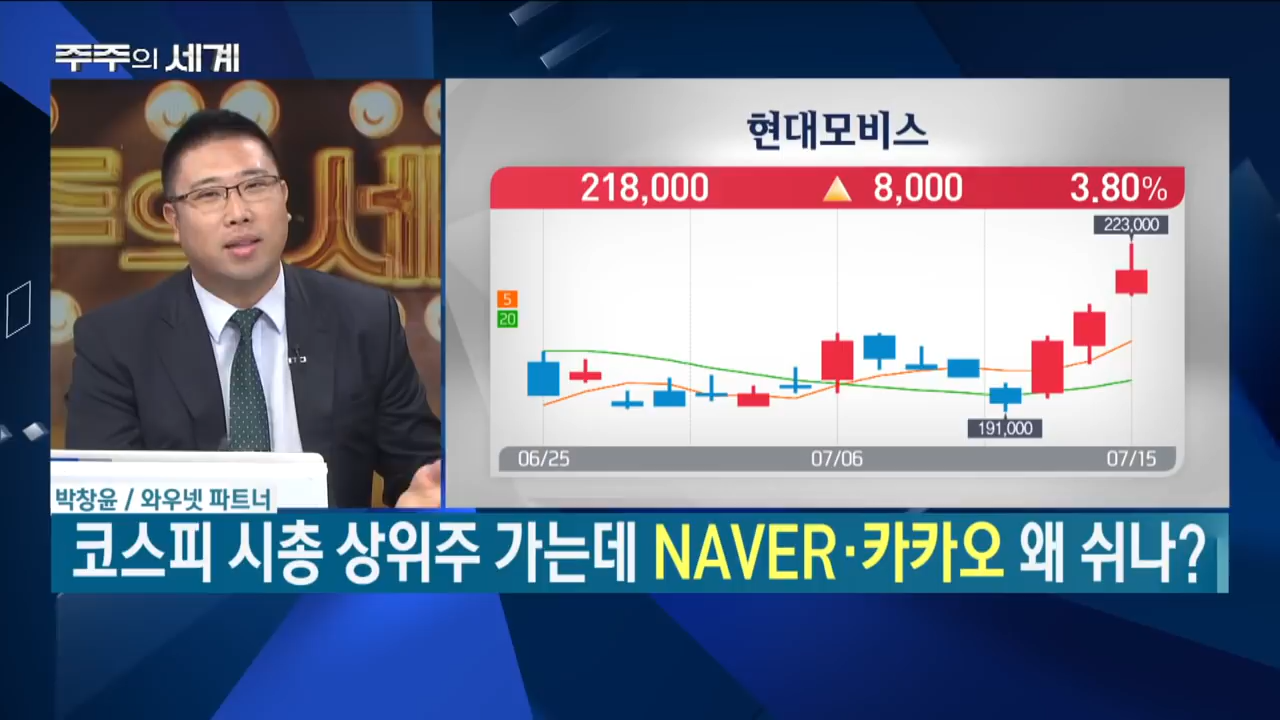 주주의 세계
현대모비스
218,000 ▲ 8,000 3.80%
223,000
5
20
191,000
06/25 07/06 07/15
박창윤 / 와우넷 파트너
코스피 시총 상위주 가는데 NAVER·카카오 왜 쉬나?